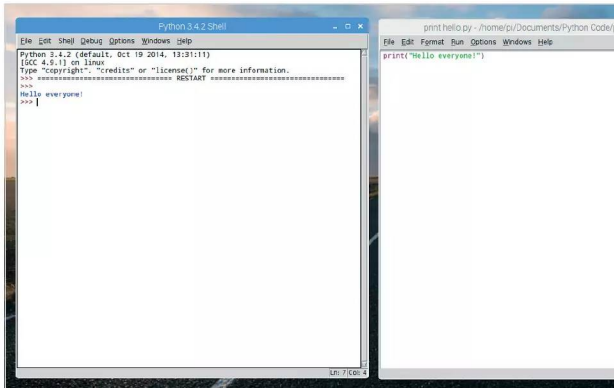 Python 3.4.2 Shell
File Edit Shell Debug Options Windows Help
Python 3.4.2 (default, Oct 19 2014, 13:31:11)
[GCC 4.9.1] on linux
Type "copyright", "credits" or "license()" for more information.
>>> ================================ RESTART ================================
>>>
Hello everyone!
>>>
Ln: 7 Col: 4
print hello.py - /home/pi/Documents/Python Code/p
File Edit Format Run Options Windows Help
print("Hello everyone!")